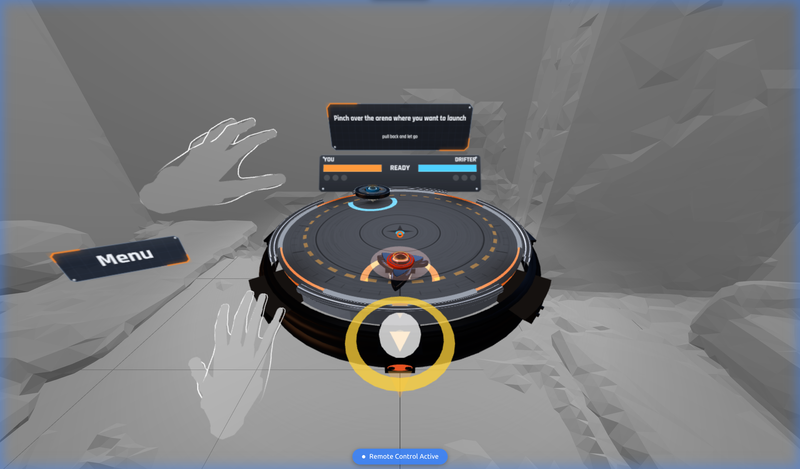 Pinch over the arena where you want to launch
pull back and let go
YOU
READY
DRIFTER
Menu
Remote Control Active